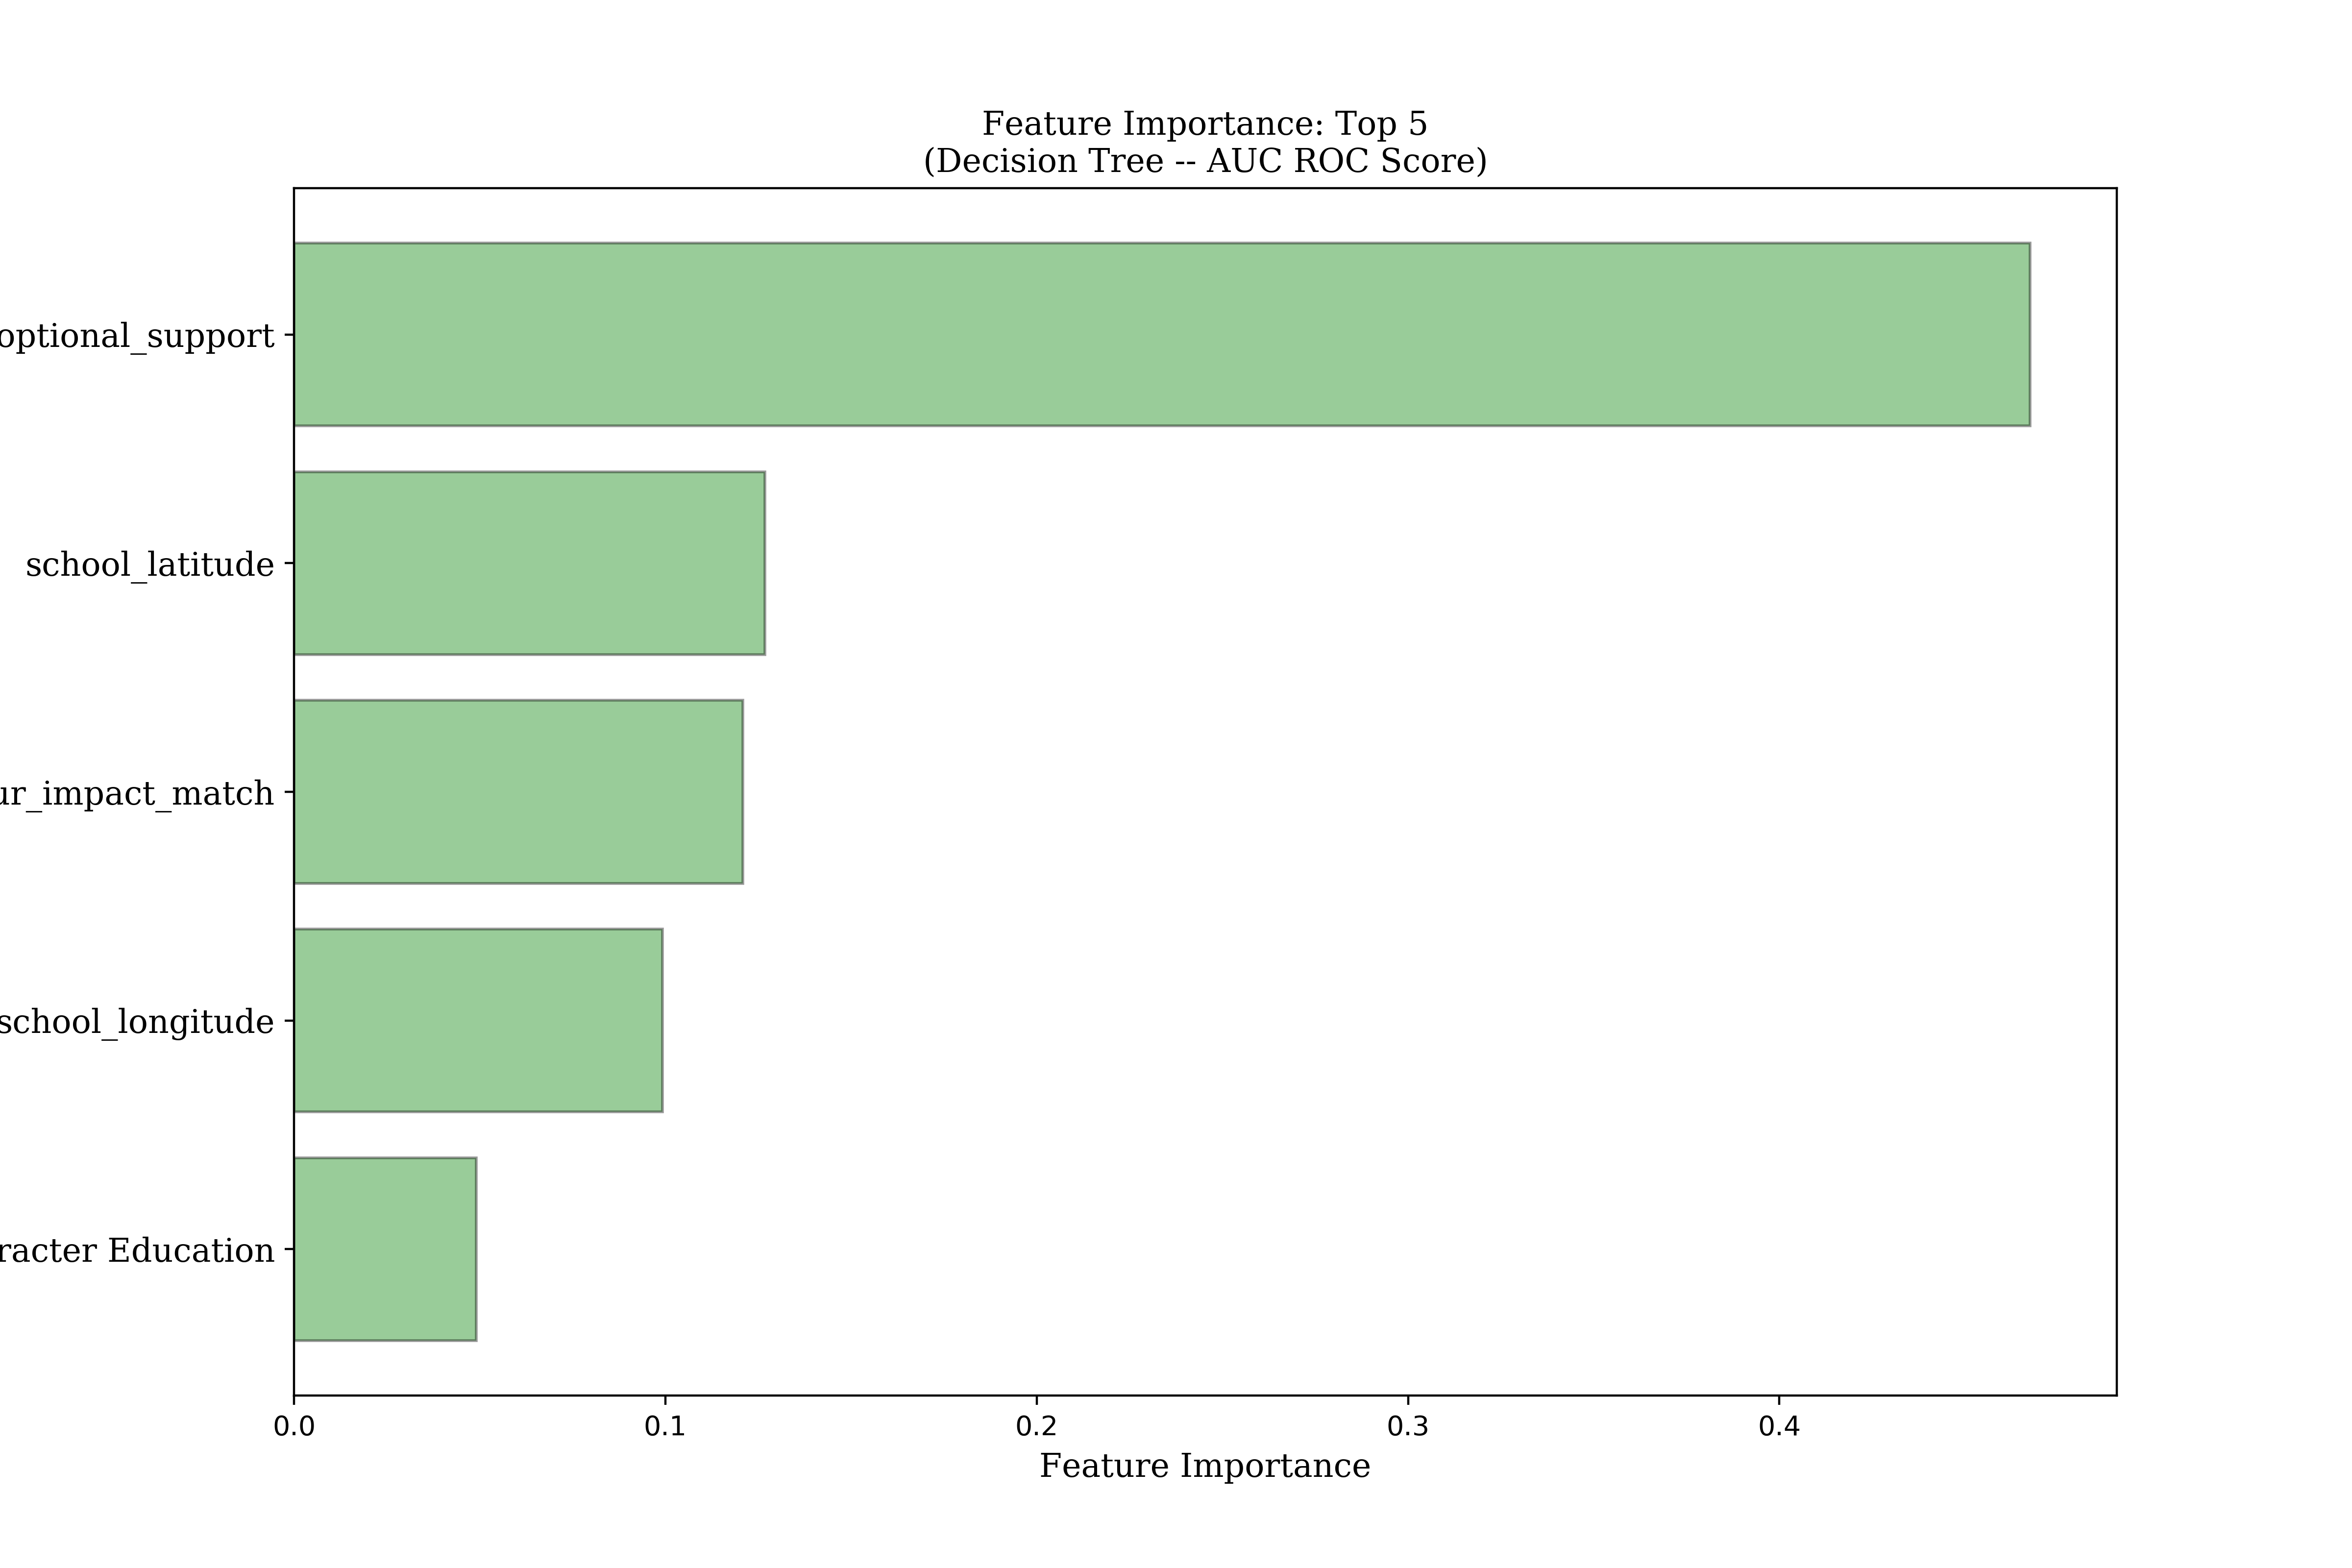 Feature Importance: Top 5
(Decision Tree -- AUC ROC Score)
optional_support
school_latitude
ur_impact_match
school_longitude
racter Education
0.0 0.1 0.2 0.3 0.4
Feature Importance